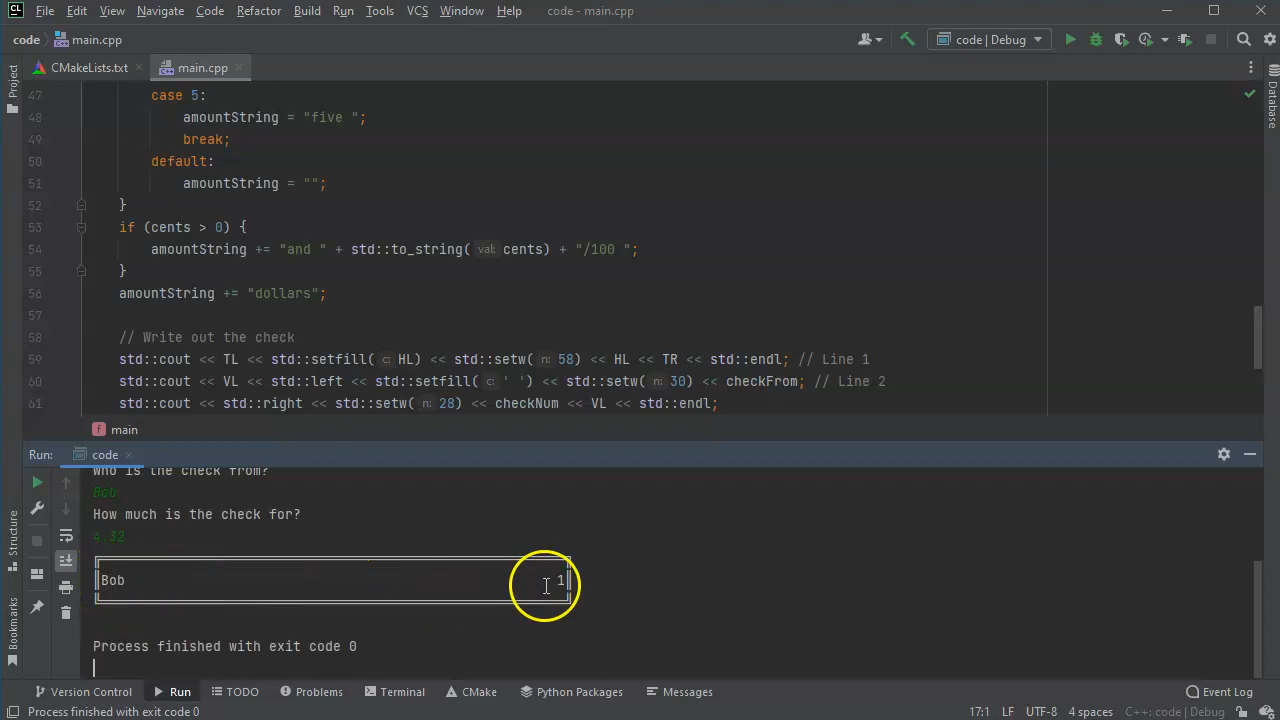 CL File Edit View Navigate Code Refactor Build Run Tools VCS Window Help code - main.cpp
code main.cpp code | Debug
CMakeLists.txt main.cpp
47 case 5:
48 amountString = "five ";
49 break;
50 default:
51 amountString = "";
52 }
53 if (cents > 0) {
54 amountString += "and " + std::to_string( val: cents) + "/100 ";
55 }
56 amountString += "dollars";
57
58 // Write out the check
59 std::cout << TL << std::setfill( c: HL) << std::setw( n: 58) << HL << TR << std::endl; // Line 1
60 std::cout << VL << std::left << std::setfill( c: ' ') << std::setw( n: 30) << checkFrom; // Line 2
61 std::cout << std::right << std::setw( n: 28) << checkNum << VL << std::endl;
f main
Run: code
Who is the check from?
Bob
How much is the check for?
4.32
Bob 1
Process finished with exit code 0
Version Control Run TODO Problems Terminal CMake Python Packages Messages Event Log
Process finished with exit code 0 17:1 LF UTF-8 4 spaces C++: code | Debug
Project
Structure
Bookmarks
Database